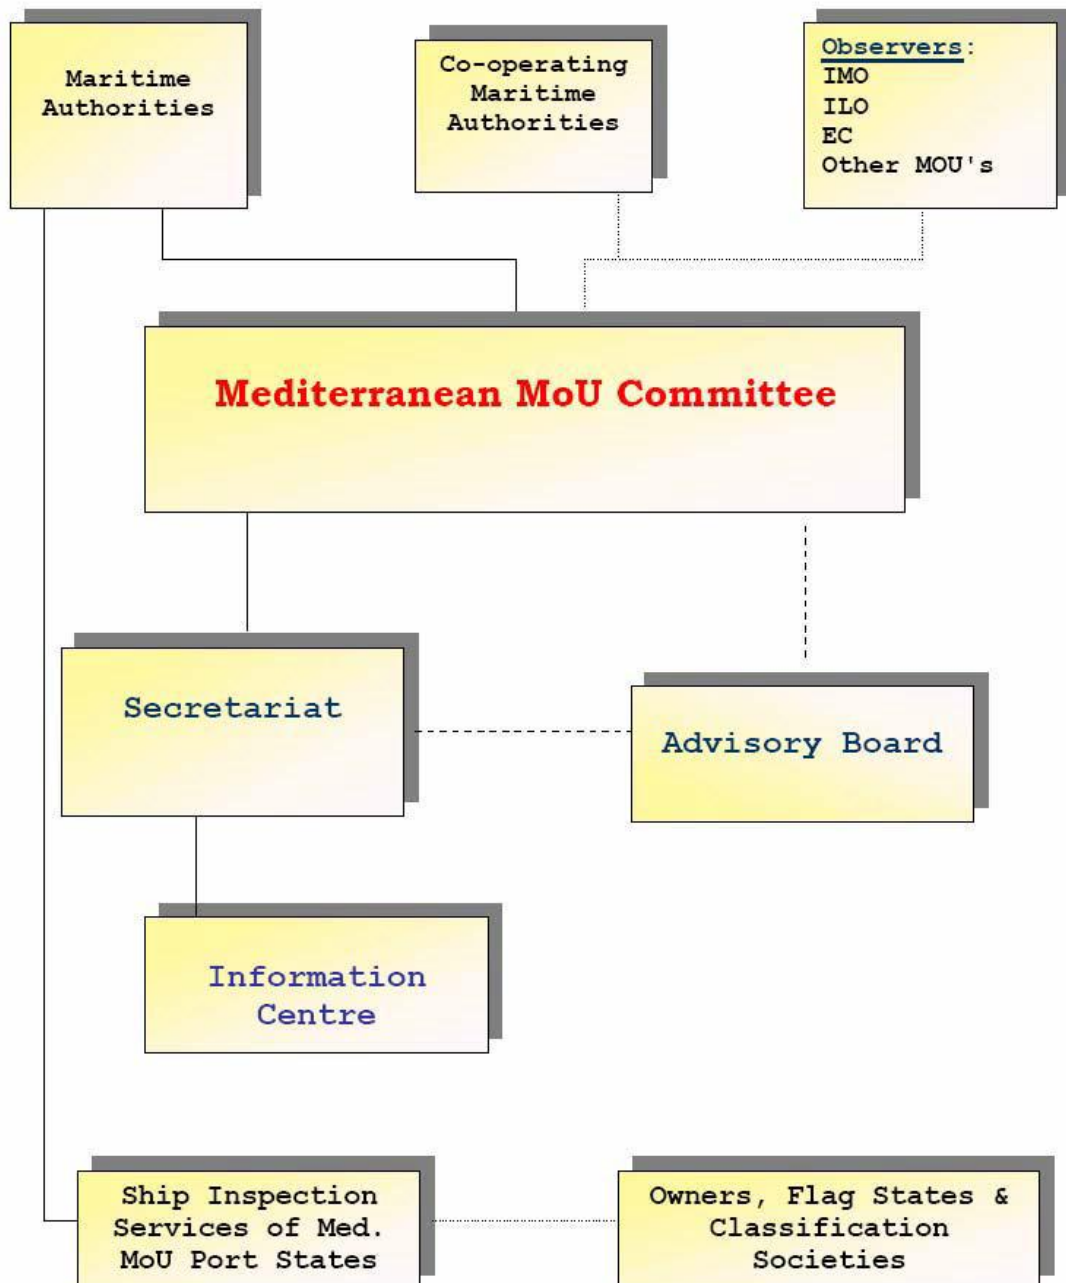 Maritime
Authorities
Co-operating
Maritime
Authorities
Observers:
IMO
ILO
EC
Other MOU's
Mediterranean MoU Committee
Secretariat
Advisory Board
Information
Centre
Ship Inspection
Services of Med.
MoU Port States
Owners, Flag States &
Classification
Societies